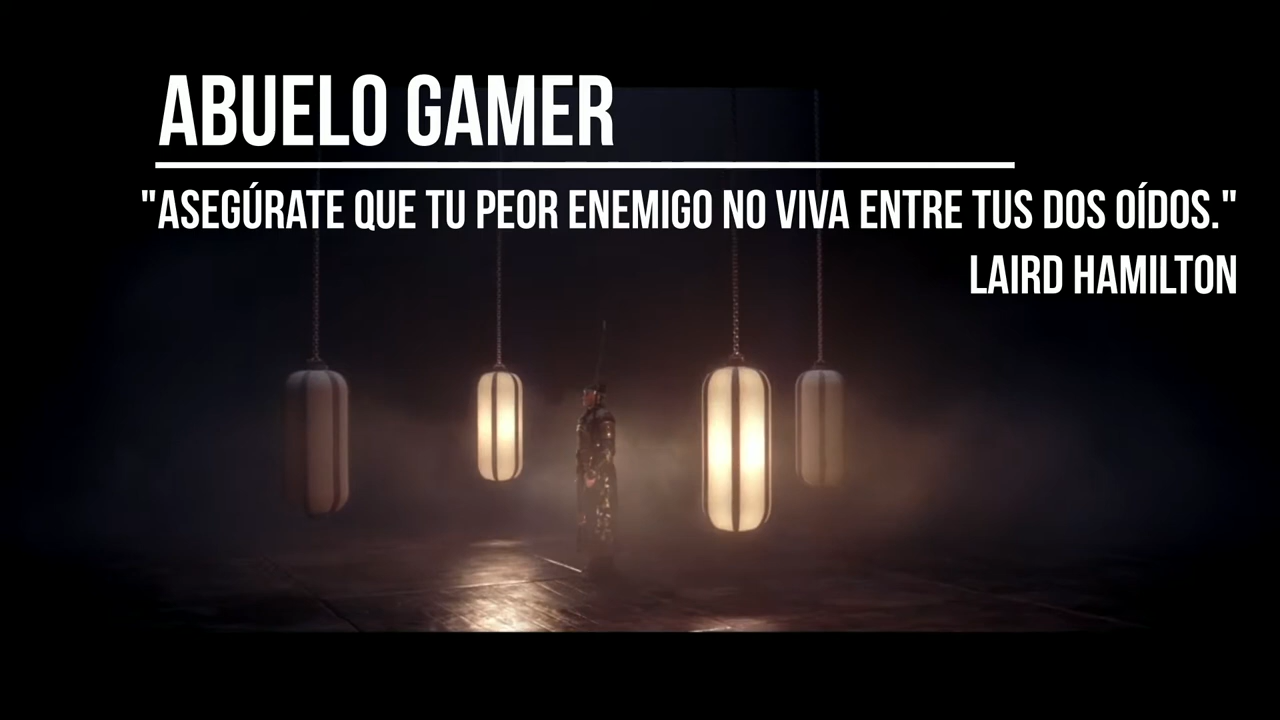 ABUELO GAMER
"ASEGÚRATE QUE TU PEOR ENEMIGO NO VIVA ENTRE TUS DOS OÍDOS."
LAIRD HAMILTON